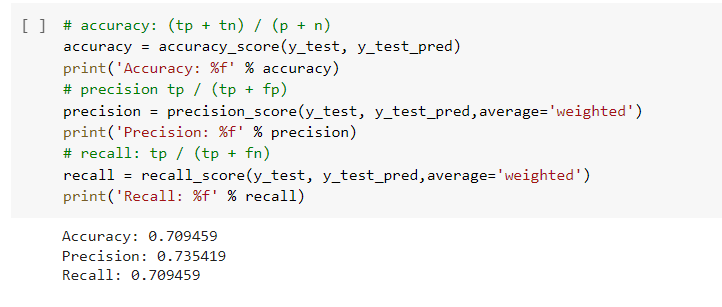 [ ] # accuracy: (tp + tn) / (p + n)
accuracy = accuracy_score(y_test, y_test_pred)
print('Accuracy: %f' % accuracy)
# precision tp / (tp + fp)
precision = precision_score(y_test, y_test_pred,average='weighted')
print('Precision: %f' % precision)
# recall: tp / (tp + fn)
recall = recall_score(y_test, y_test_pred,average='weighted')
print('Recall: %f' % recall)
Accuracy: 0.709459
Precision: 0.735419
Recall: 0.709459